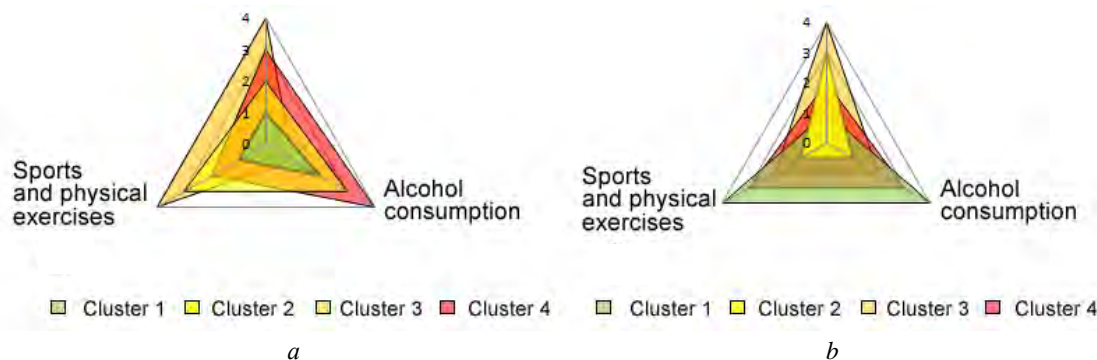 4
3
2
1
0
Sports
and physical
exercises
Alcohol
consumption
Cluster 1 Cluster 2 Cluster 3 Cluster 4
a
4
3
2
1
0
Sports
and physical
exercises
Alcohol
consumption
Cluster 1 Cluster 2 Cluster 3 Cluster 4
b